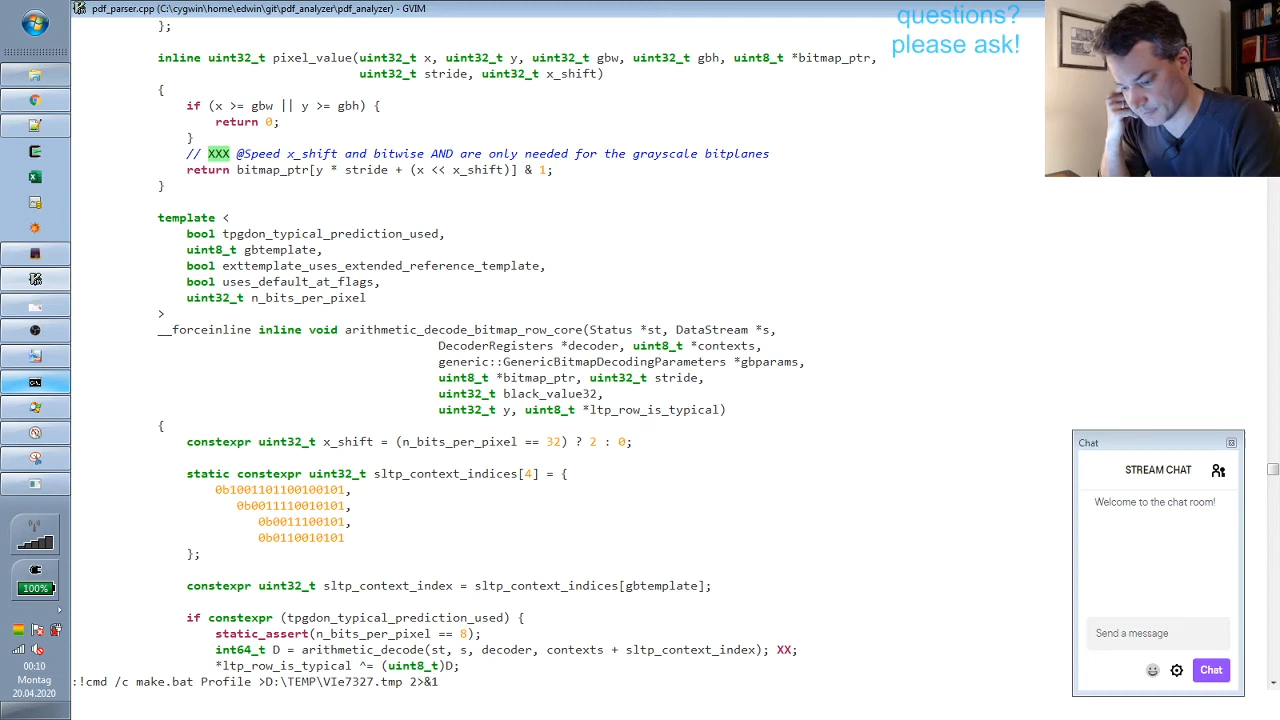 pdf_parser.cpp (C:\cygwin\home\edwin\git\pdf_analyzer\pdf_analyzer) - GVIM
questions?
please ask!
};
inline uint32_t pixel_value(uint32_t x, uint32_t y, uint32_t gbw, uint32_t gbh, uint8_t *bitmap_ptr,
uint32_t stride, uint32_t x_shift)
{
if (x >= gbw || y >= gbh) {
return 0;
}
// XXX @Speed x_shift and bitwise AND are only needed for the grayscale bitplanes
return bitmap_ptr[y * stride + (x << x_shift)] & 1;
}
template <
bool tpgdon_typical_prediction_used,
uint8_t gbtemplate,
bool exttemplate_uses_extended_reference_template,
bool uses_default_at_flags,
uint32_t n_bits_per_pixel
>
__forceinline inline void arithmetic_decode_bitmap_row_core(Status *st, DataStream *s,
DecoderRegisters *decoder, uint8_t *contexts,
generic::GenericBitmapDecodingParameters *gbparams,
uint8_t *bitmap_ptr, uint32_t stride,
uint32_t black_value32,
uint32_t y, uint8_t *ltp_row_is_typical)
{
constexpr uint32_t x_shift = (n_bits_per_pixel == 32) ? 2 : 0;
static constexpr uint32_t sltp_context_indices[4] = {
0b1001101100100101,
0b0011110010101,
0b0011100101,
0b0110010101
};
constexpr uint32_t sltp_context_index = sltp_context_indices[gbtemplate];
if constexpr (tpgdon_typical_prediction_used) {
static_assert(n_bits_per_pixel == 8);
int64_t D = arithmetic_decode(st, s, decoder, contexts + sltp_context_index); XX;
*ltp_row_is_typical ^= (uint8_t)D;
:!cmd /c make.bat Profile >D:\TEMP\VIe7327.tmp 2>&1
Chat
STREAM CHAT
Welcome to the chat room!
Send a message
Chat
100%
00:10
Montag
20.04.2020